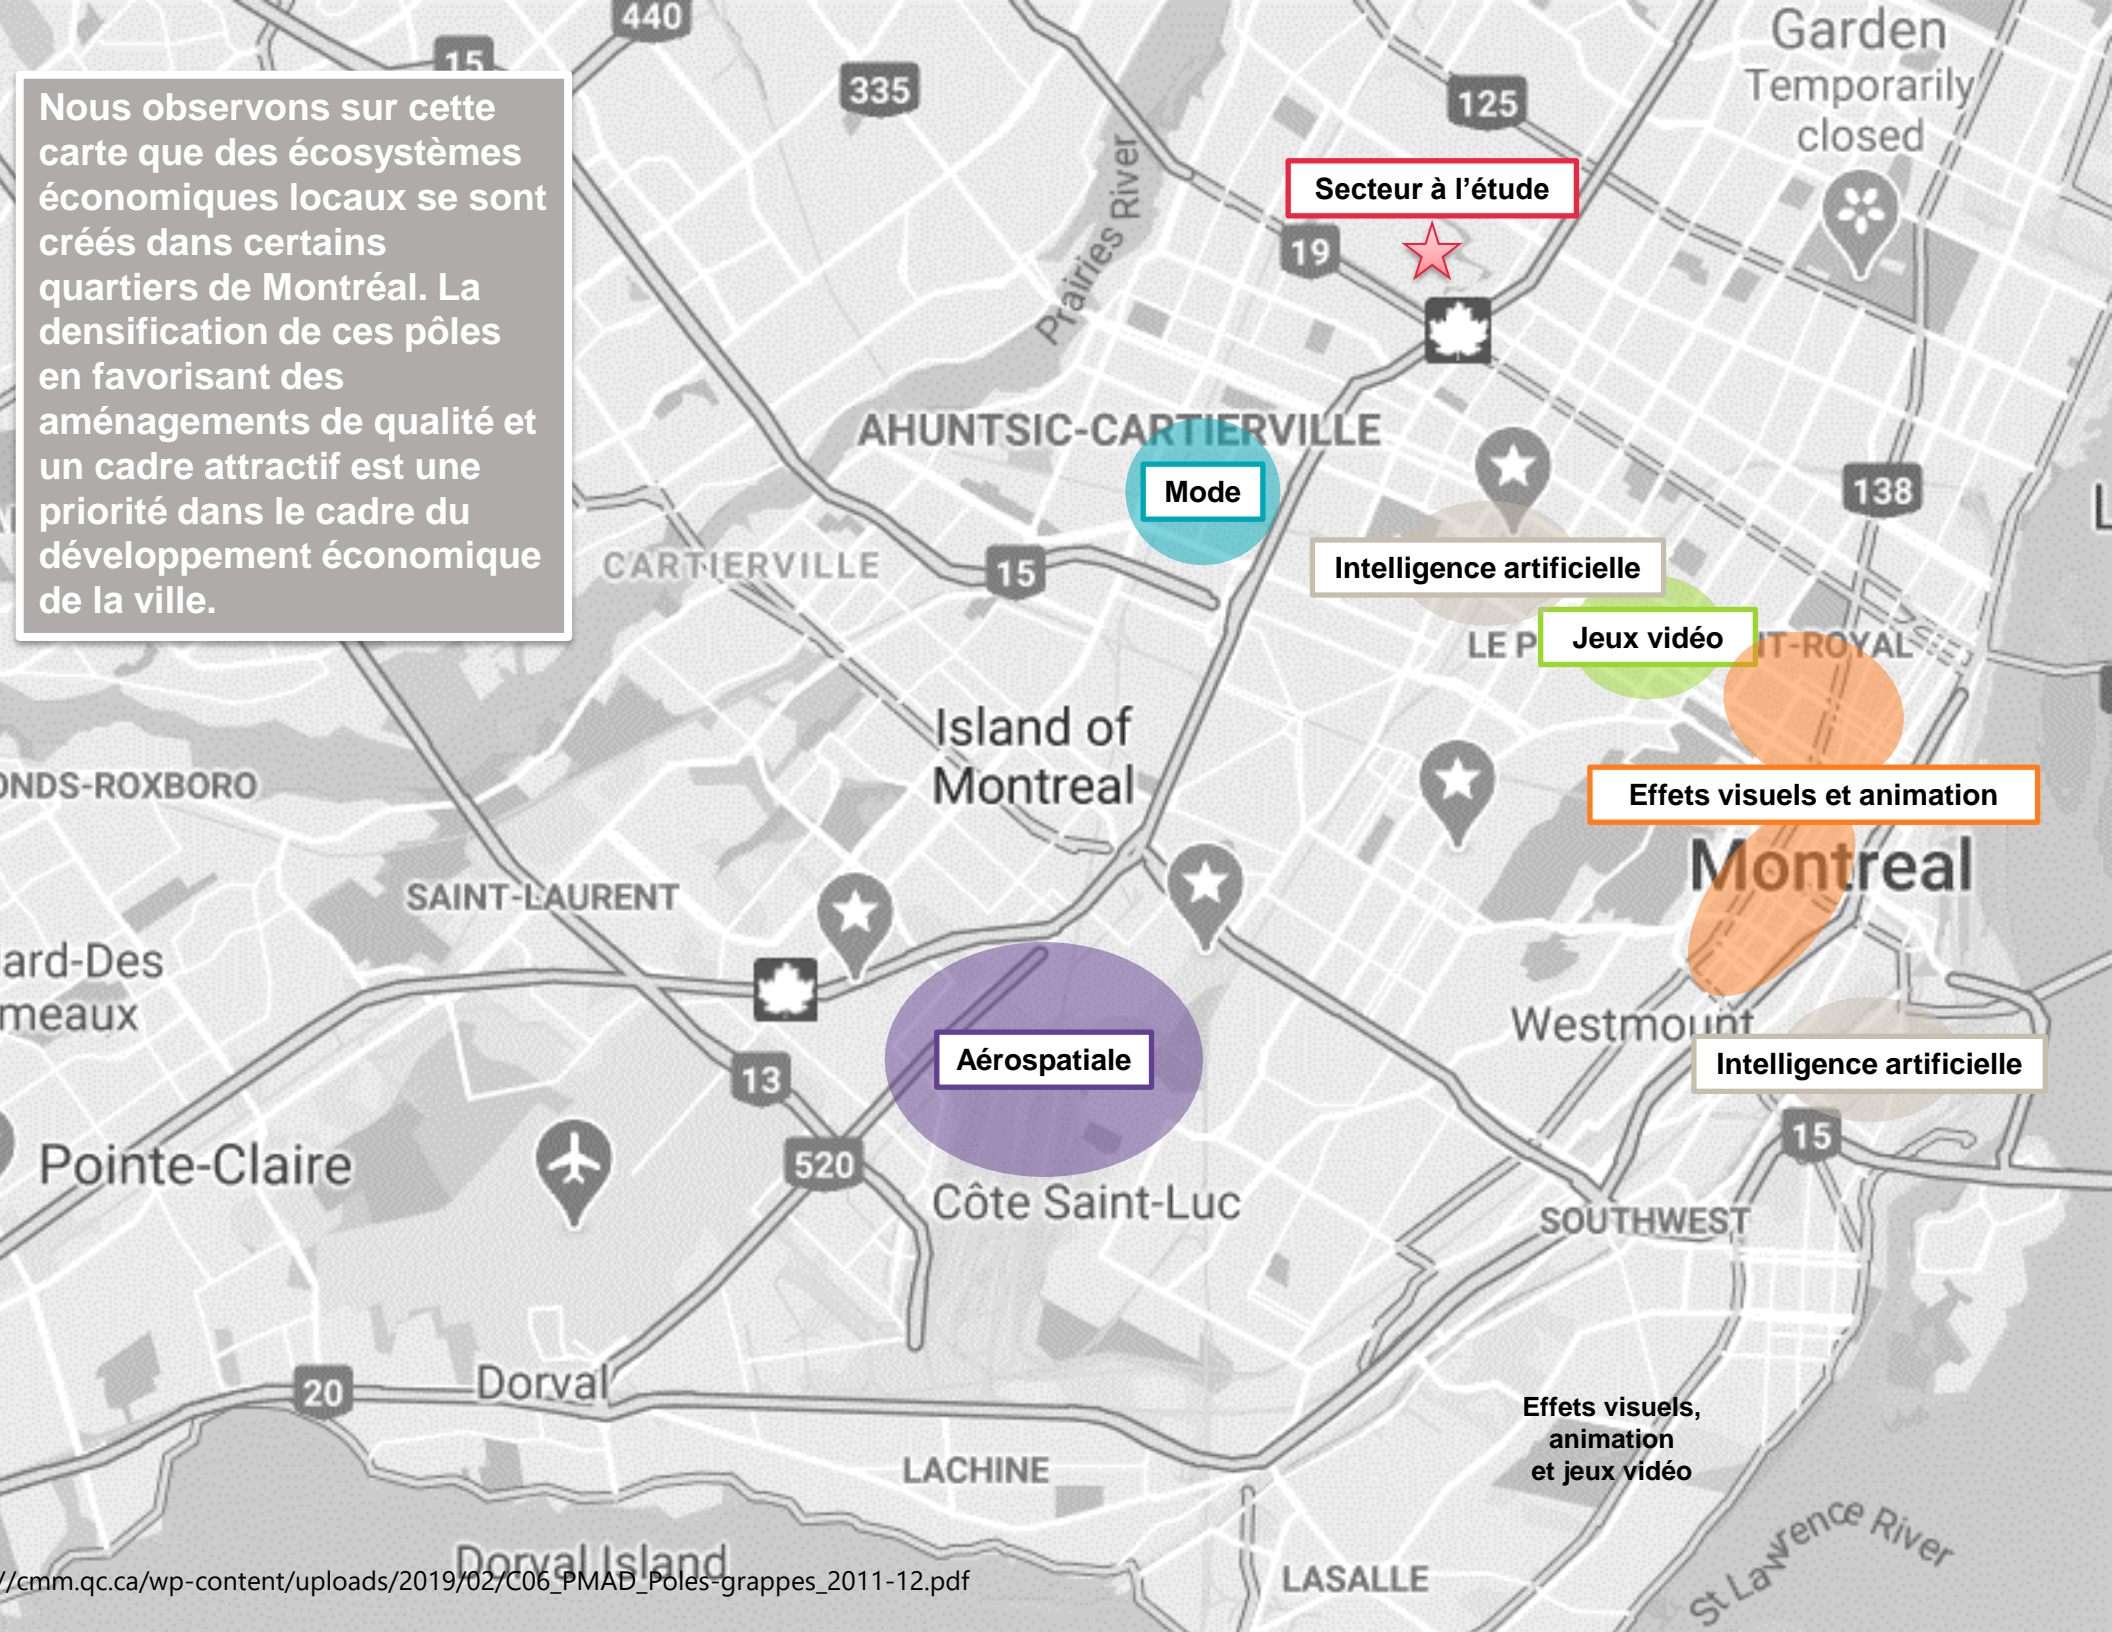 440
15
Garden
Temporarily
closed
335
125
Nous observons sur cette
carte que des écosystèmes
économiques locaux se sont
créés dans certains
quartiers de Montréal. La
densification de ces pôles
en favorisant des
aménagements de qualité et
un cadre attractif est une
priorité dans le cadre du
développement économique
de la ville.
Prairies River
Secteur à l’étude
19
AHUNTSIC-CARTIERVILLE
Mode
138
L
CARTIERVILLE
15
Intelligence artificielle
LE P
Jeux vidéo
T-ROYAL
Island of
Montreal
ONDS-ROXBORO
Effets visuels et animation
Montreal
SAINT-LAURENT
ard-Des
meaux
Westmount
Aérospatiale
Intelligence artificielle
13
15
520
Pointe-Claire
Côte Saint-Luc
SOUTHWEST
20
Dorval
Effets visuels,
animation
et jeux vidéo
LACHINE
St Lawrence River
Dorval Island
//cmm.qc.ca/wp-content/uploads/2019/02/C06_PMAD_Poles-grappes_2011-12.pdf
LASALLE